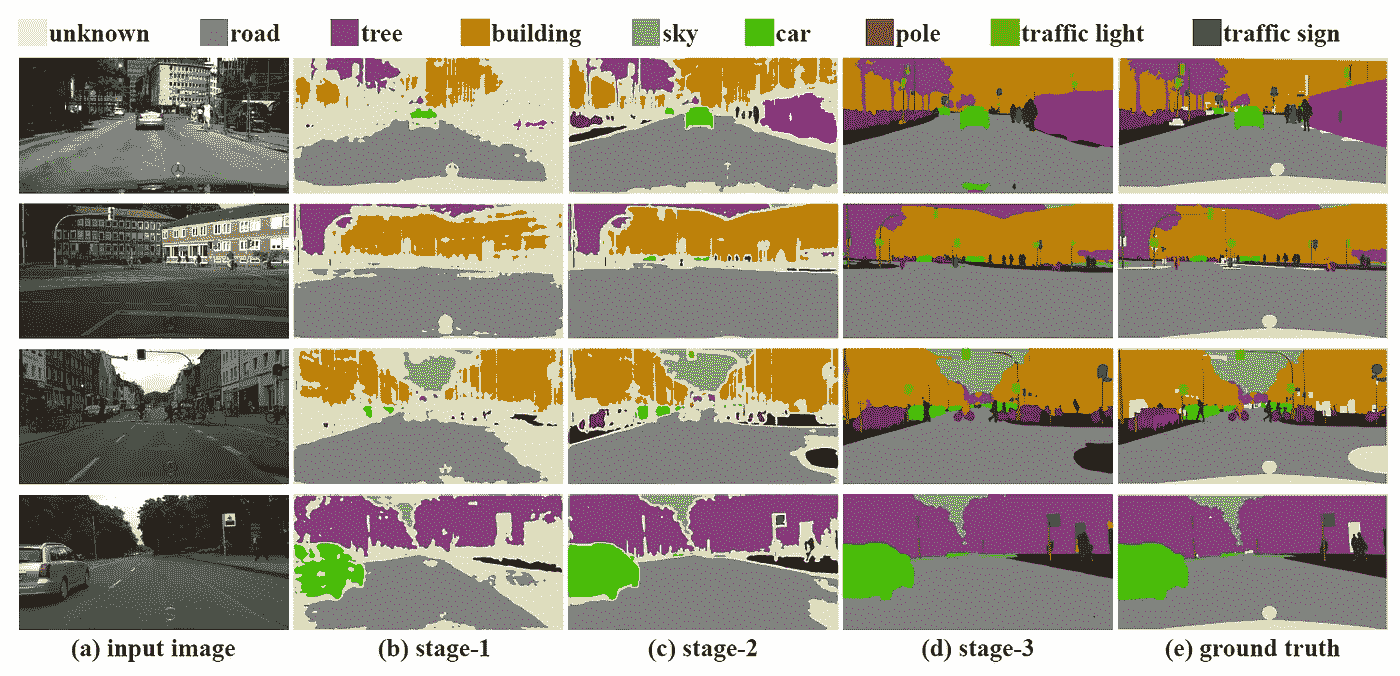 unknown road tree building sky car pole traffic light traffic sign
(a) input image (b) stage-1 (c) stage-2 (d) stage-3 (e) ground truth